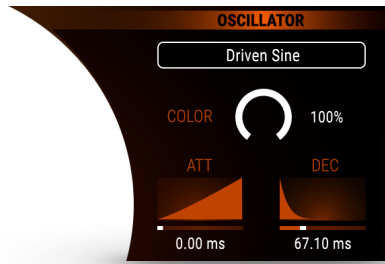 OSCILLATOR
Driven Sine
COLOR 100%
ATT DEC
0.00 ms 67.10 ms